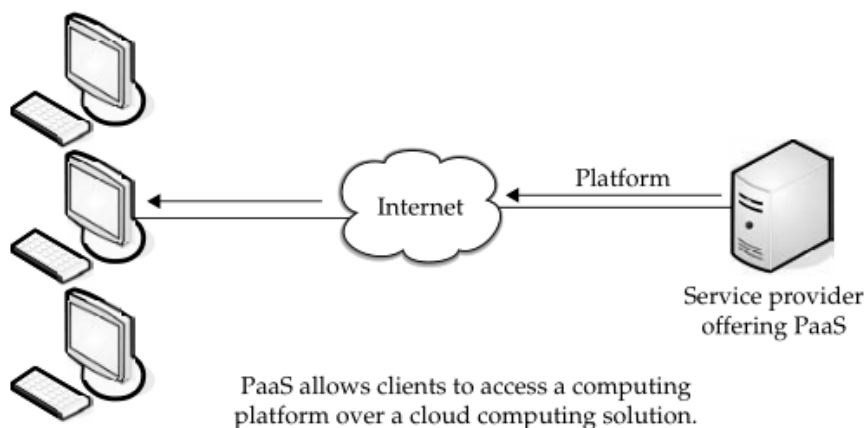 Internet
Platform
Service provider
offering PaaS
PaaS allows clients to access a computing
platform over a cloud computing solution.